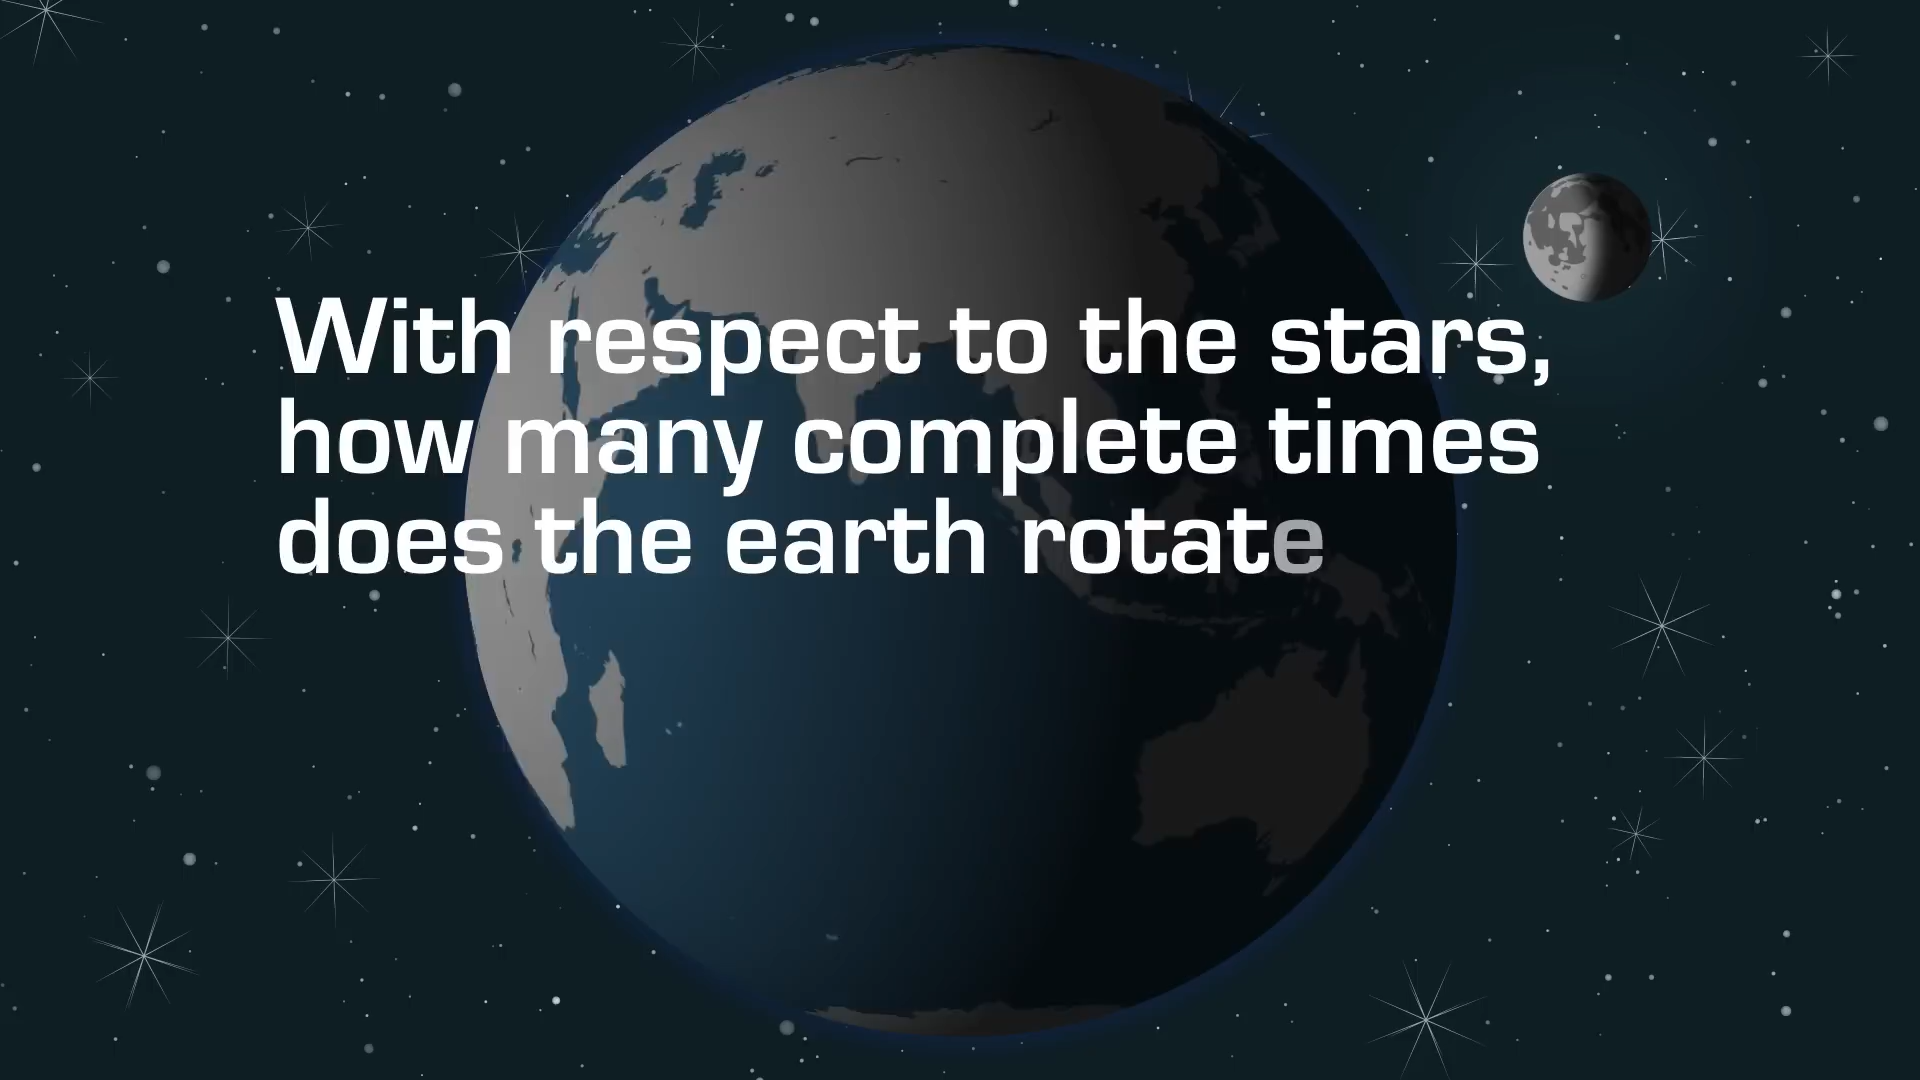 With respect to the stars,
how many complete times
does the earth rotate